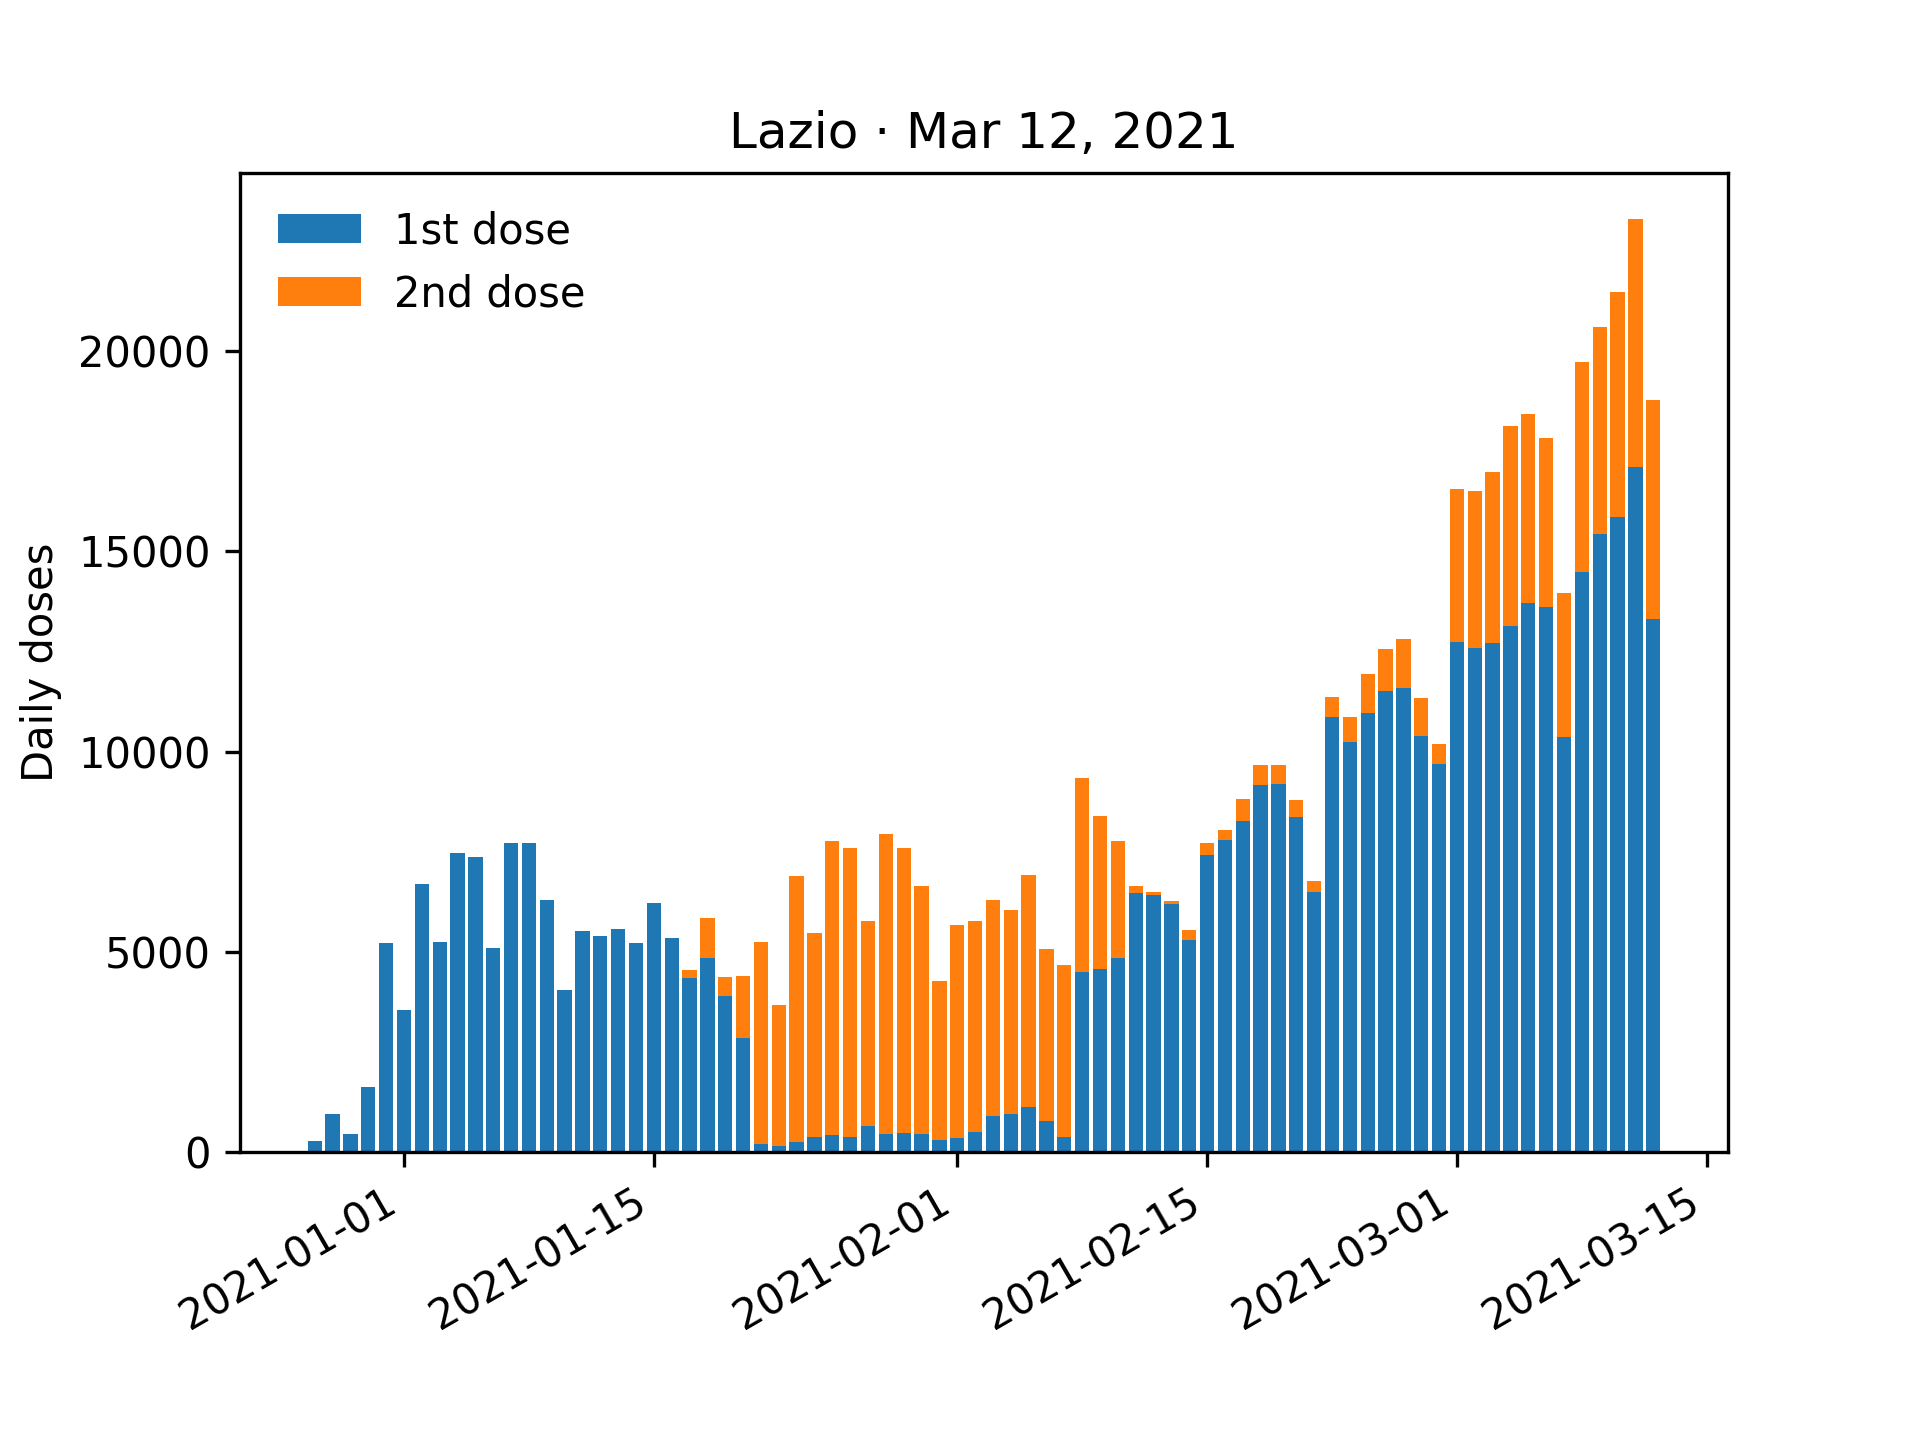 Lazio · Mar 12, 2021
1st dose
2nd dose
Daily doses
20000
15000
10000
5000
0
2021-01-01
2021-01-15
2021-02-01
2021-02-15
2021-03-01
2021-03-15